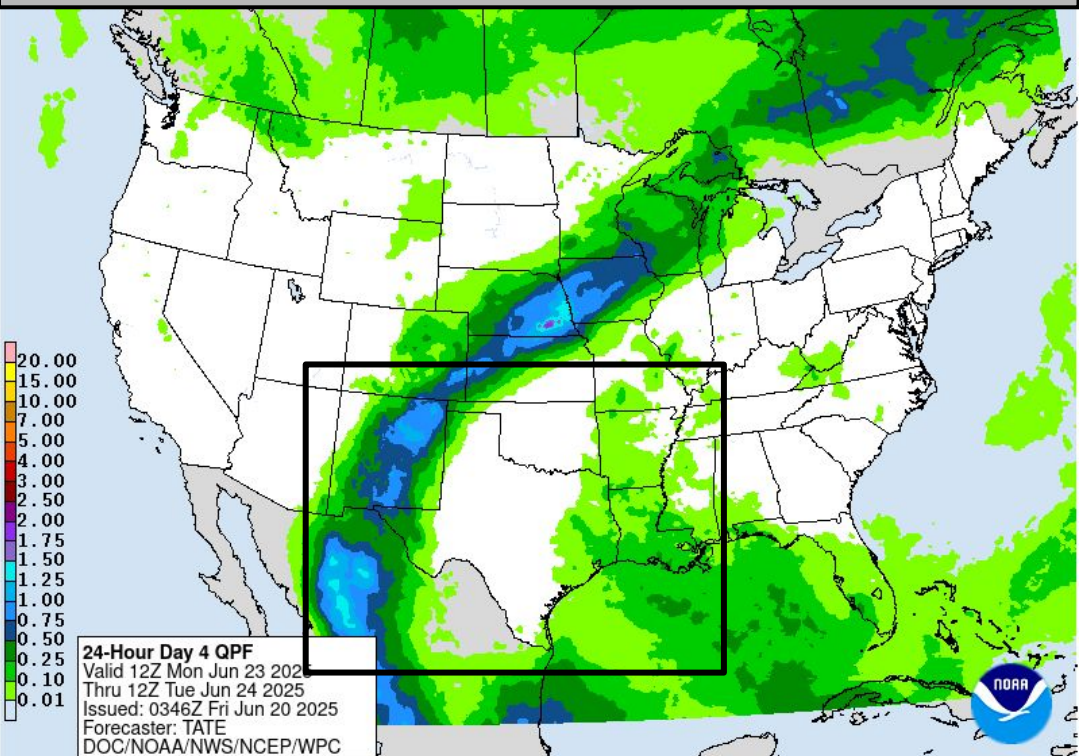 20.00
15.00
10.00
7.00
5.00
4.00
3.00
2.50
2.00
1.75
1.50
1.25
1.00
0.75
0.50
0.25
0.10
0.01
24-Hour Day 4 QPF
Valid 12Z Mon Jun 23 2025
Thru 12Z Tue Jun 24 2025
Issued: 0346Z Fri Jun 20 2025
Forecaster: TATE
DOC/NOAA/NWS/NCEP/WPC
NOAA